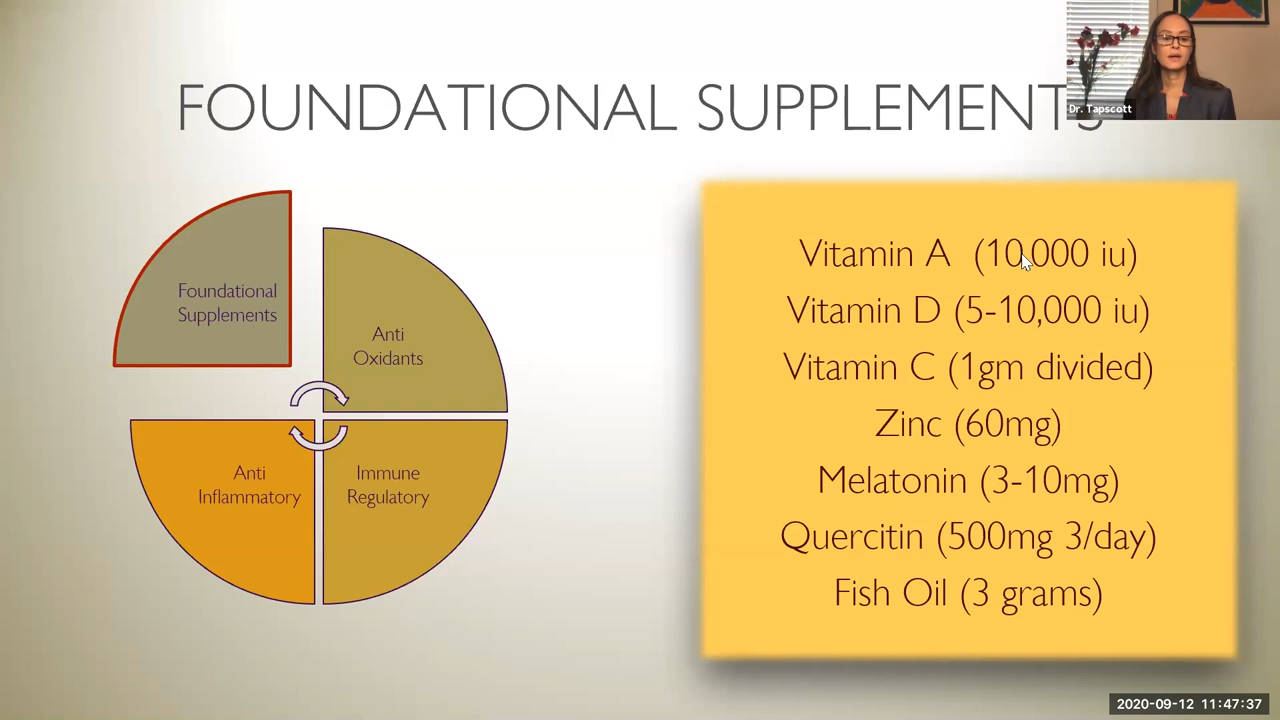 Dr. Tapscott
FOUNDATIONAL SUPPLEMENTS
Foundational
Supplements
Anti
Oxidants
Anti
Inflammatory
Immune
Regulatory
Vitamin A (10,000 iu)
Vitamin D (5-10,000 iu)
Vitamin C (1gm divided)
Zinc (60mg)
Melatonin (3-10mg)
Quercitin (500mg 3/day)
Fish Oil (3 grams)
2020-09-12 11:47:37